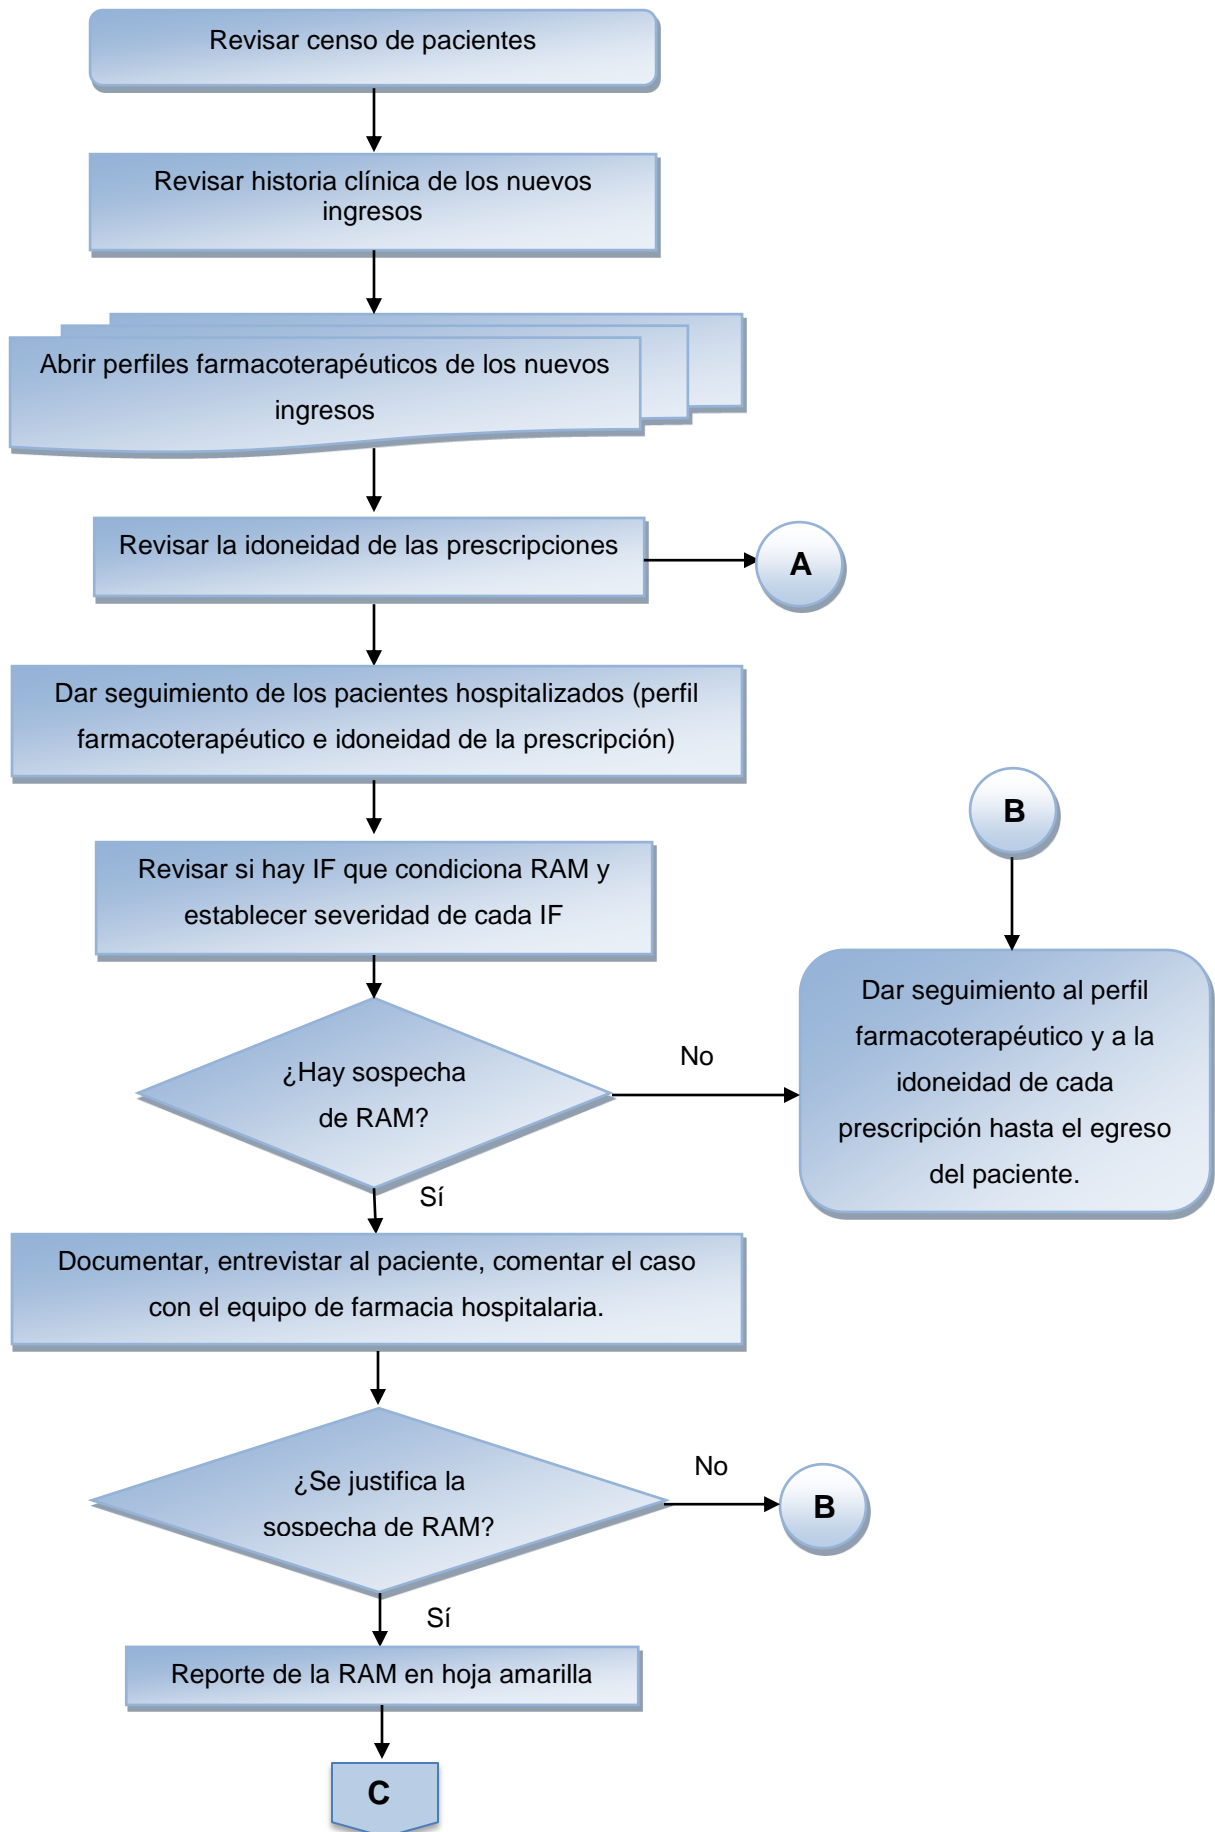 Revisar censo de pacientes
Revisar historia clínica de los nuevos
ingresos
Abrir perfiles farmacoterapéuticos de los nuevos
ingresos
Revisar la idoneidad de las prescripciones
A
Dar seguimiento de los pacientes hospitalizados (perfil
farmacoterapéutico e idoneidad de la prescripción)
B
Revisar si hay IF que condiciona RAM y
establecer severidad de cada IF
Dar seguimiento al perfil
farmacoterapéutico y a la
idoneidad de cada
prescripción hasta el egreso
del paciente.
¿Hay sospecha
de RAM?
No
Sí
Documentar, entrevistar al paciente, comentar el caso
con el equipo de farmacia hospitalaria.
¿Se justifica la
sospecha de RAM?
No
B
Sí
Reporte de la RAM en hoja amarilla
C